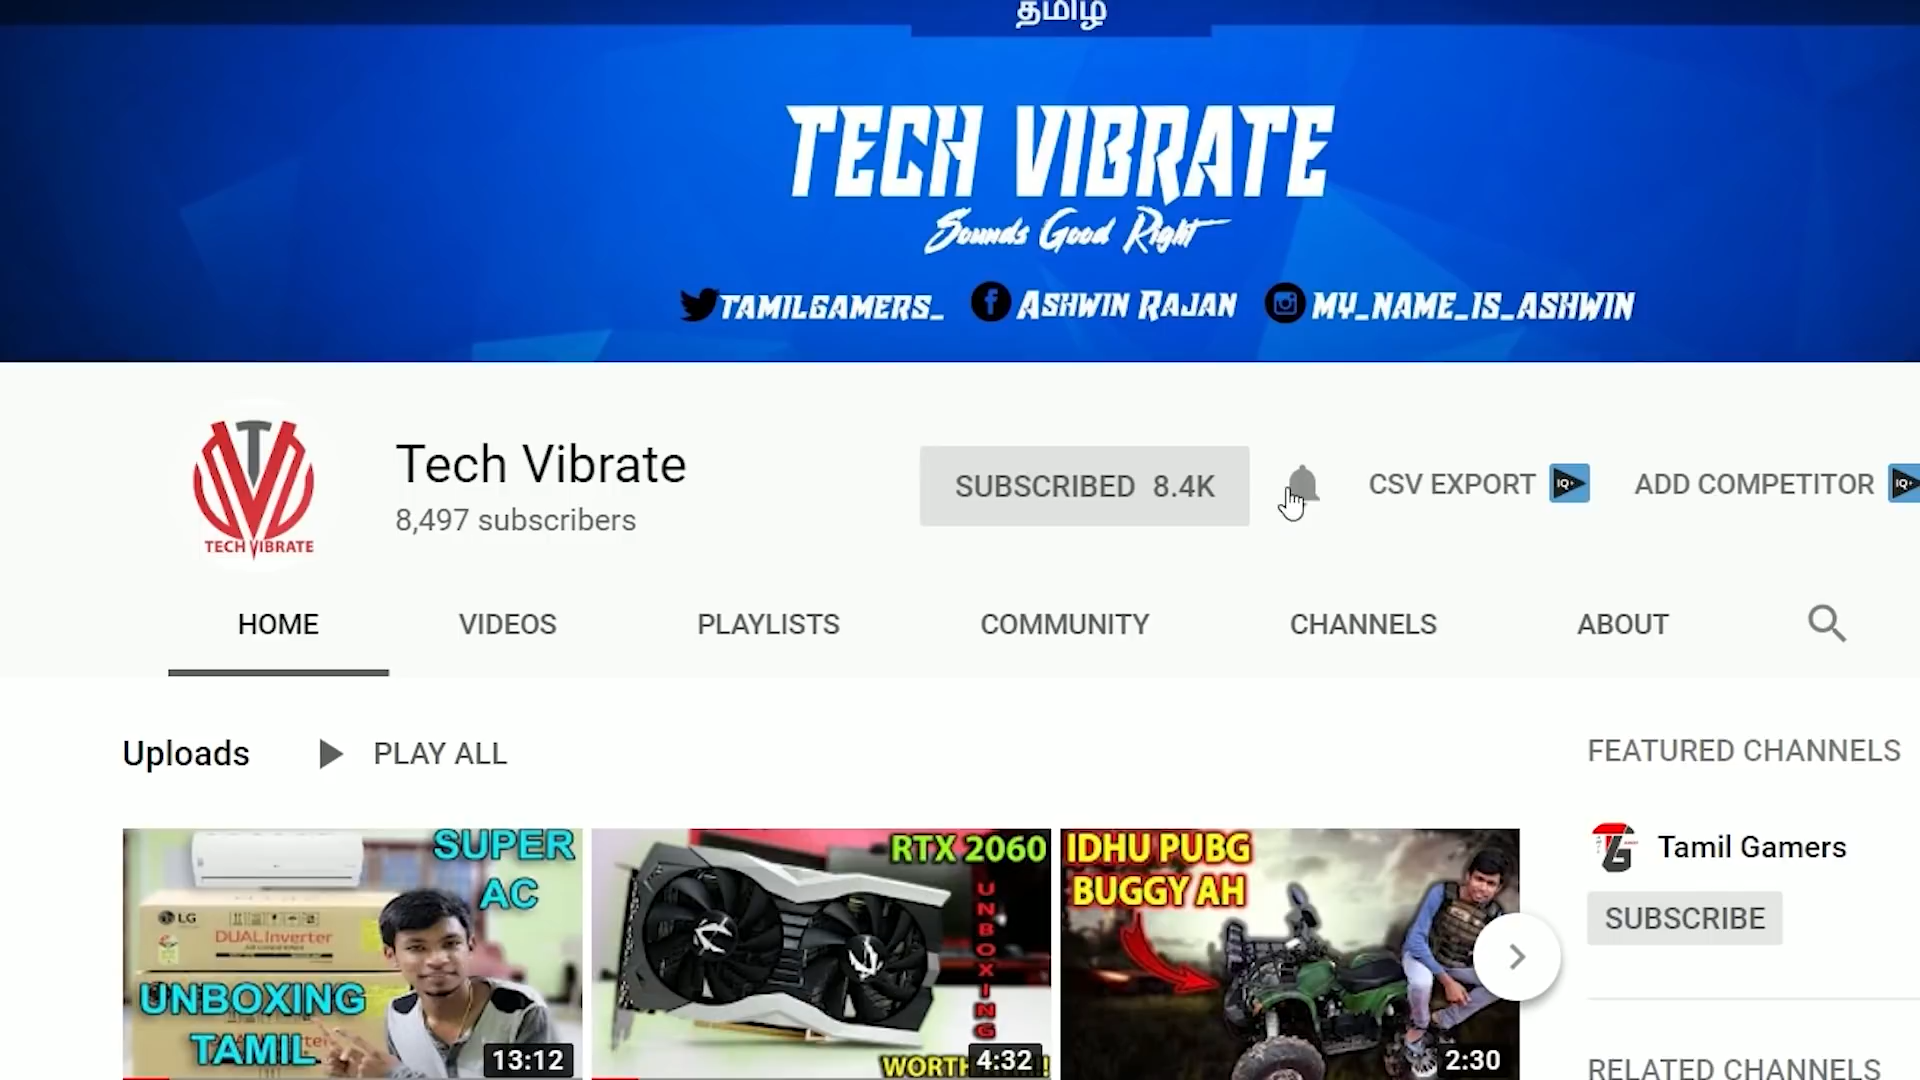 தமிழ்
TECH VIBRATE
Sounds Good Right
TAMILGAMERS_ ASHWIN RAJAN MY_NAME_IS_ASHWIN
TECH VIBRATE
Tech Vibrate
8,497 subscribers
SUBSCRIBED 8.4K
CSV EXPORT IQ+
ADD COMPETITOR IQ+
HOME VIDEOS PLAYLISTS COMMUNITY CHANNELS ABOUT
Uploads PLAY ALL
SUPER
AC
LG
DUAL Inverter
UNBOXING
TAMIL
13:12
RTX 2060
UNBOXING
4:32
IDHU PUBG
BUGGY AH
2:30
FEATURED CHANNELS
Tamil Gamers
SUBSCRIBE
RELATED CHANNELS